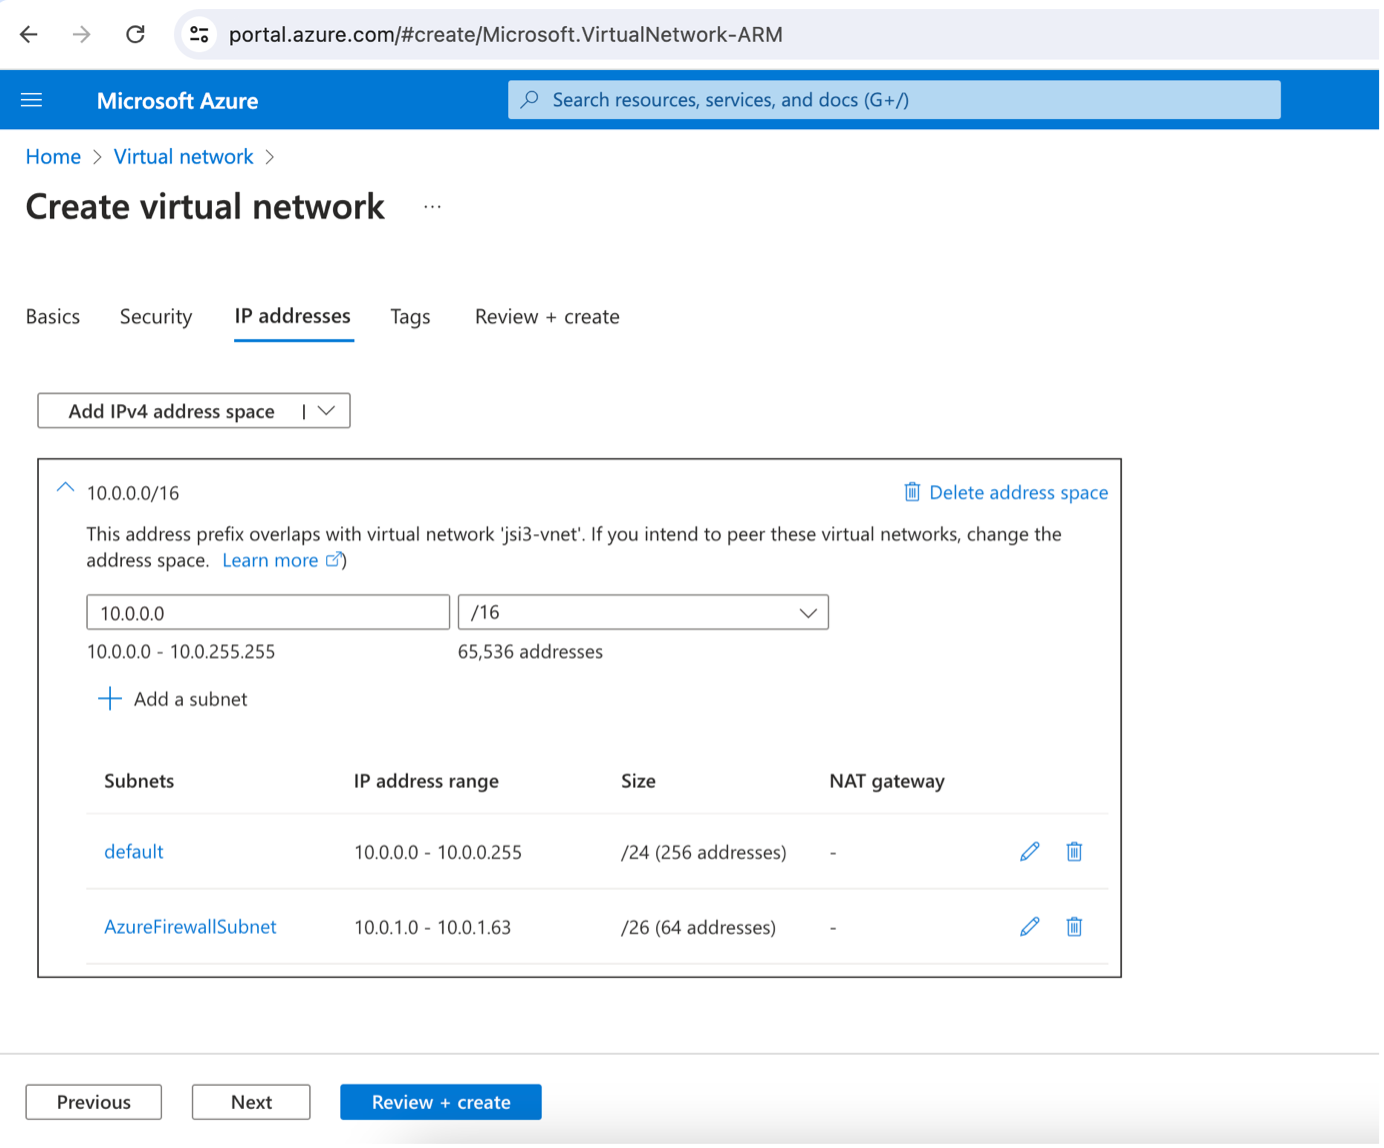 portal.azure.com/#create/Microsoft.VirtualNetwork-ARM
Microsoft Azure
Search resources, services, and docs (G+/)
Home > Virtual network >
Create virtual network ...
Basics Security IP addresses Tags Review + create
Add IPv4 address space |
10.0.0.0/16 Delete address space
This address prefix overlaps with virtual network 'jsi3-vnet'. If you intend to peer these virtual networks, change the
address space. Learn more )
10.0.0.0 /16
10.0.0.0 - 10.0.255.255 65,536 addresses
+ Add a subnet
Subnets IP address range Size NAT gateway
default 10.0.0.0 - 10.0.0.255 /24 (256 addresses) -
AzureFirewallSubnet 10.0.1.0 - 10.0.1.63 /26 (64 addresses) -
Previous Next Review + create